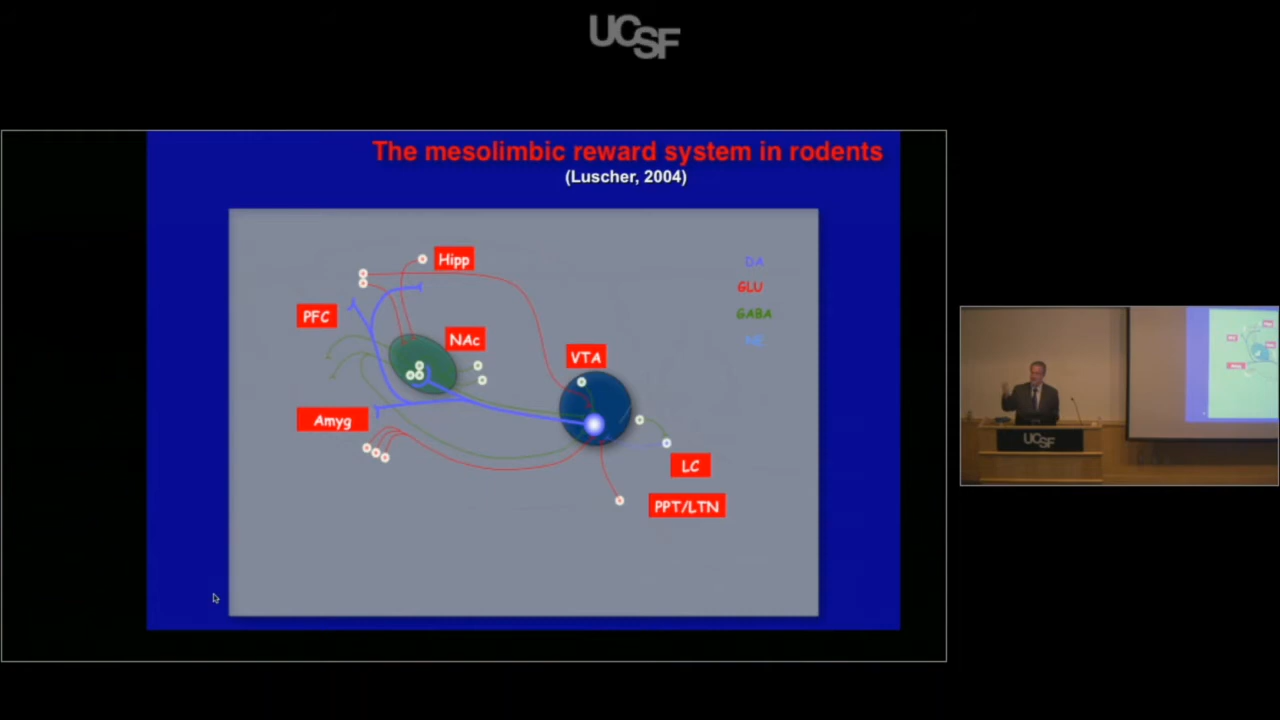 UCSF
The mesolimbic reward system in rodents
(Luscher, 2004)
Hipp
DA
GLU
PFC
GABA
NAc
NE
VTA
Amyg
LC
PPT/LTN
UCSF